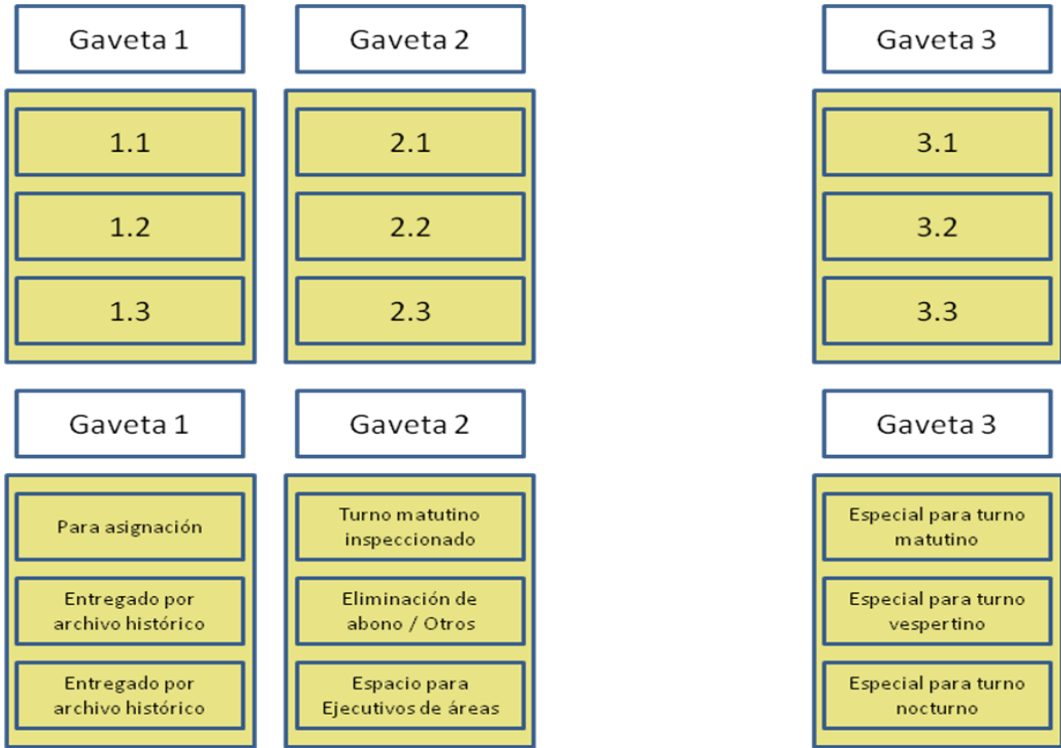 Gaveta 1
Gaveta 2
Gaveta 3
1.1
2.1
3.1
1.2
2.2
3.2
1.3
2.3
3.3
Gaveta 1
Gaveta 2
Gaveta 3
Para asignación
Turno matutino
inspeccionado
Especial para turno
matutino
Entregado por
archivo histórico
Eliminación de
abono / Otros
Especial para turno
vespertino
Entregado por
archivo histórico
Espacio para
Ejecutivos de áreas
Especial para turno
nocturno